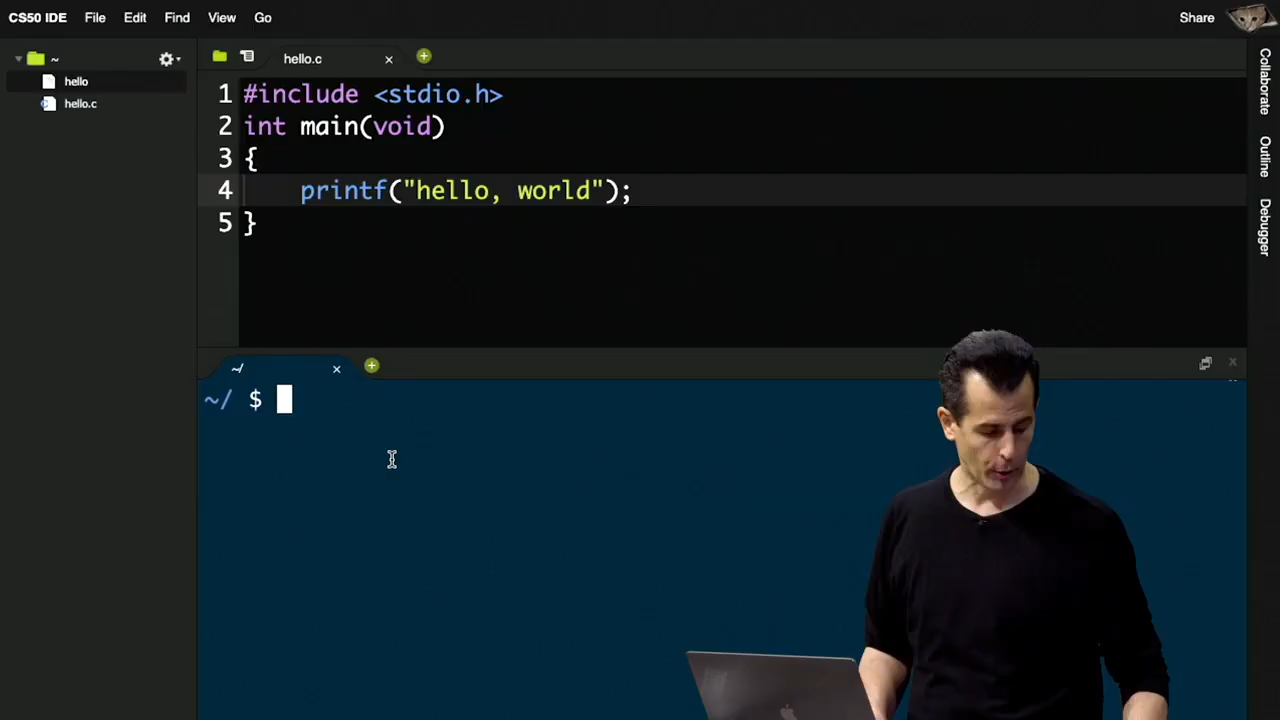 CS50 IDE File Edit Find View Go Share
~
hello
hello.c
hello.c
1 #include <stdio.h>
2 int main(void)
3 {
4     printf("hello, world");
5 }
~/
~/ $
Collaborate
Outline
Debugger